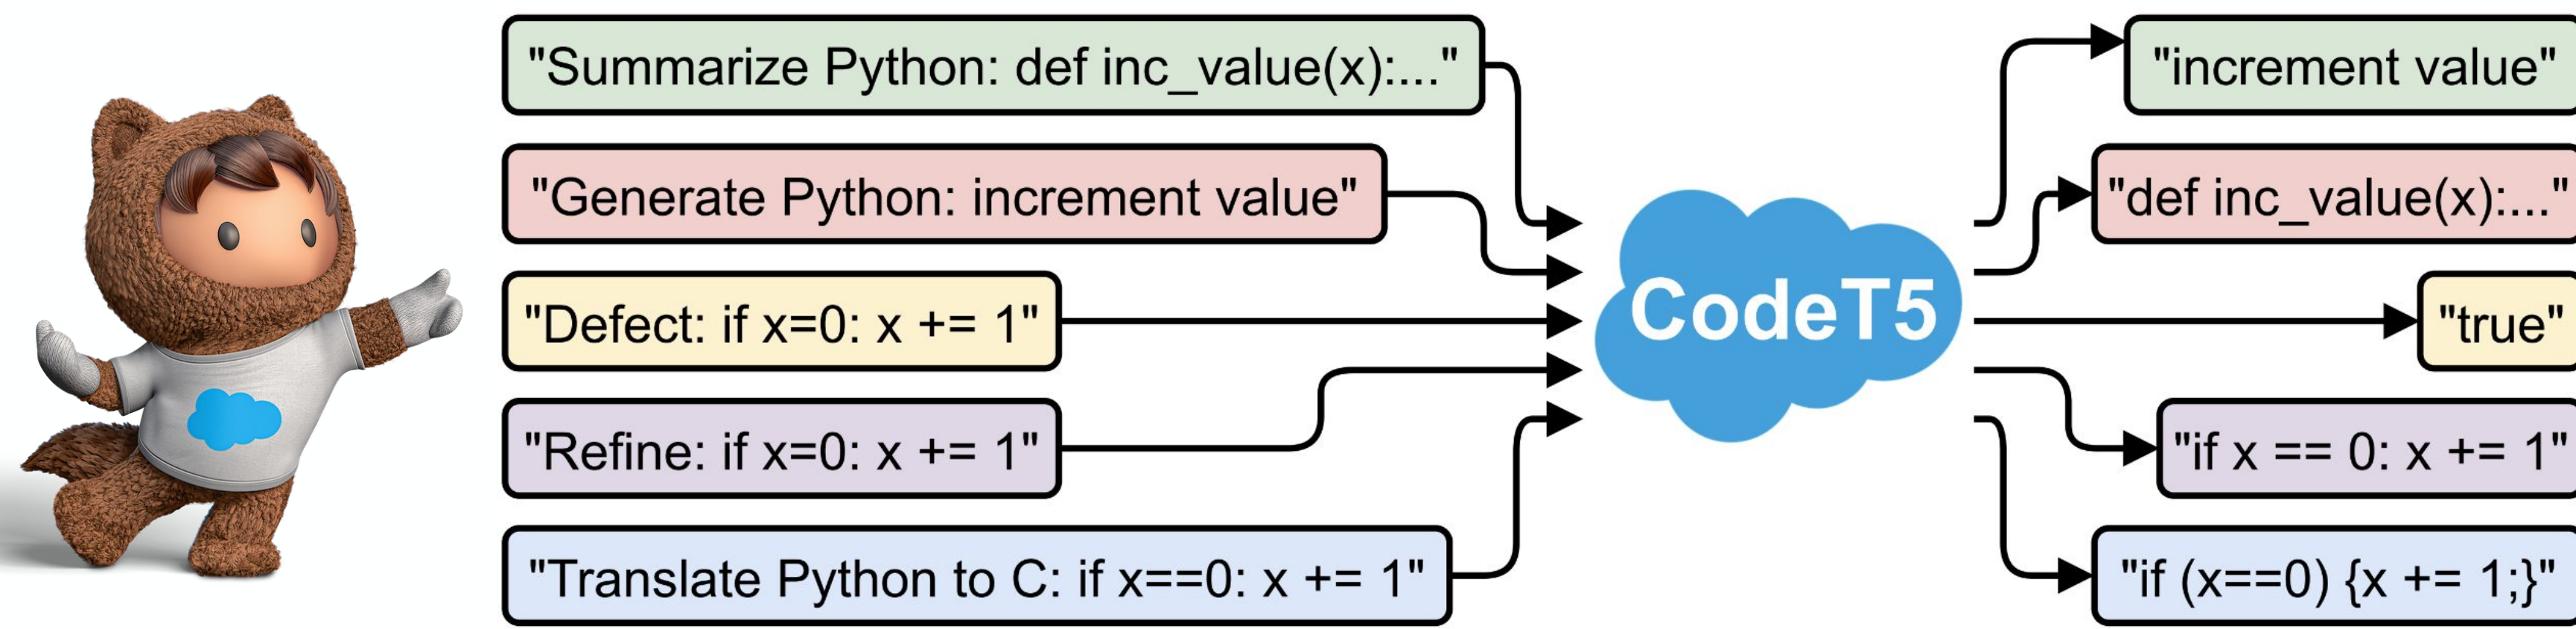 "Summarize Python: def inc_value(x):..."
"Generate Python: increment value"
"Defect: if x=0: x += 1"
"Refine: if x=0: x += 1"
"Translate Python to C: if x==0: x += 1"
CodeT5
"increment value"
"def inc_value(x):..."
"true"
"if x == 0: x += 1"
"if (x==0) {x += 1;}"